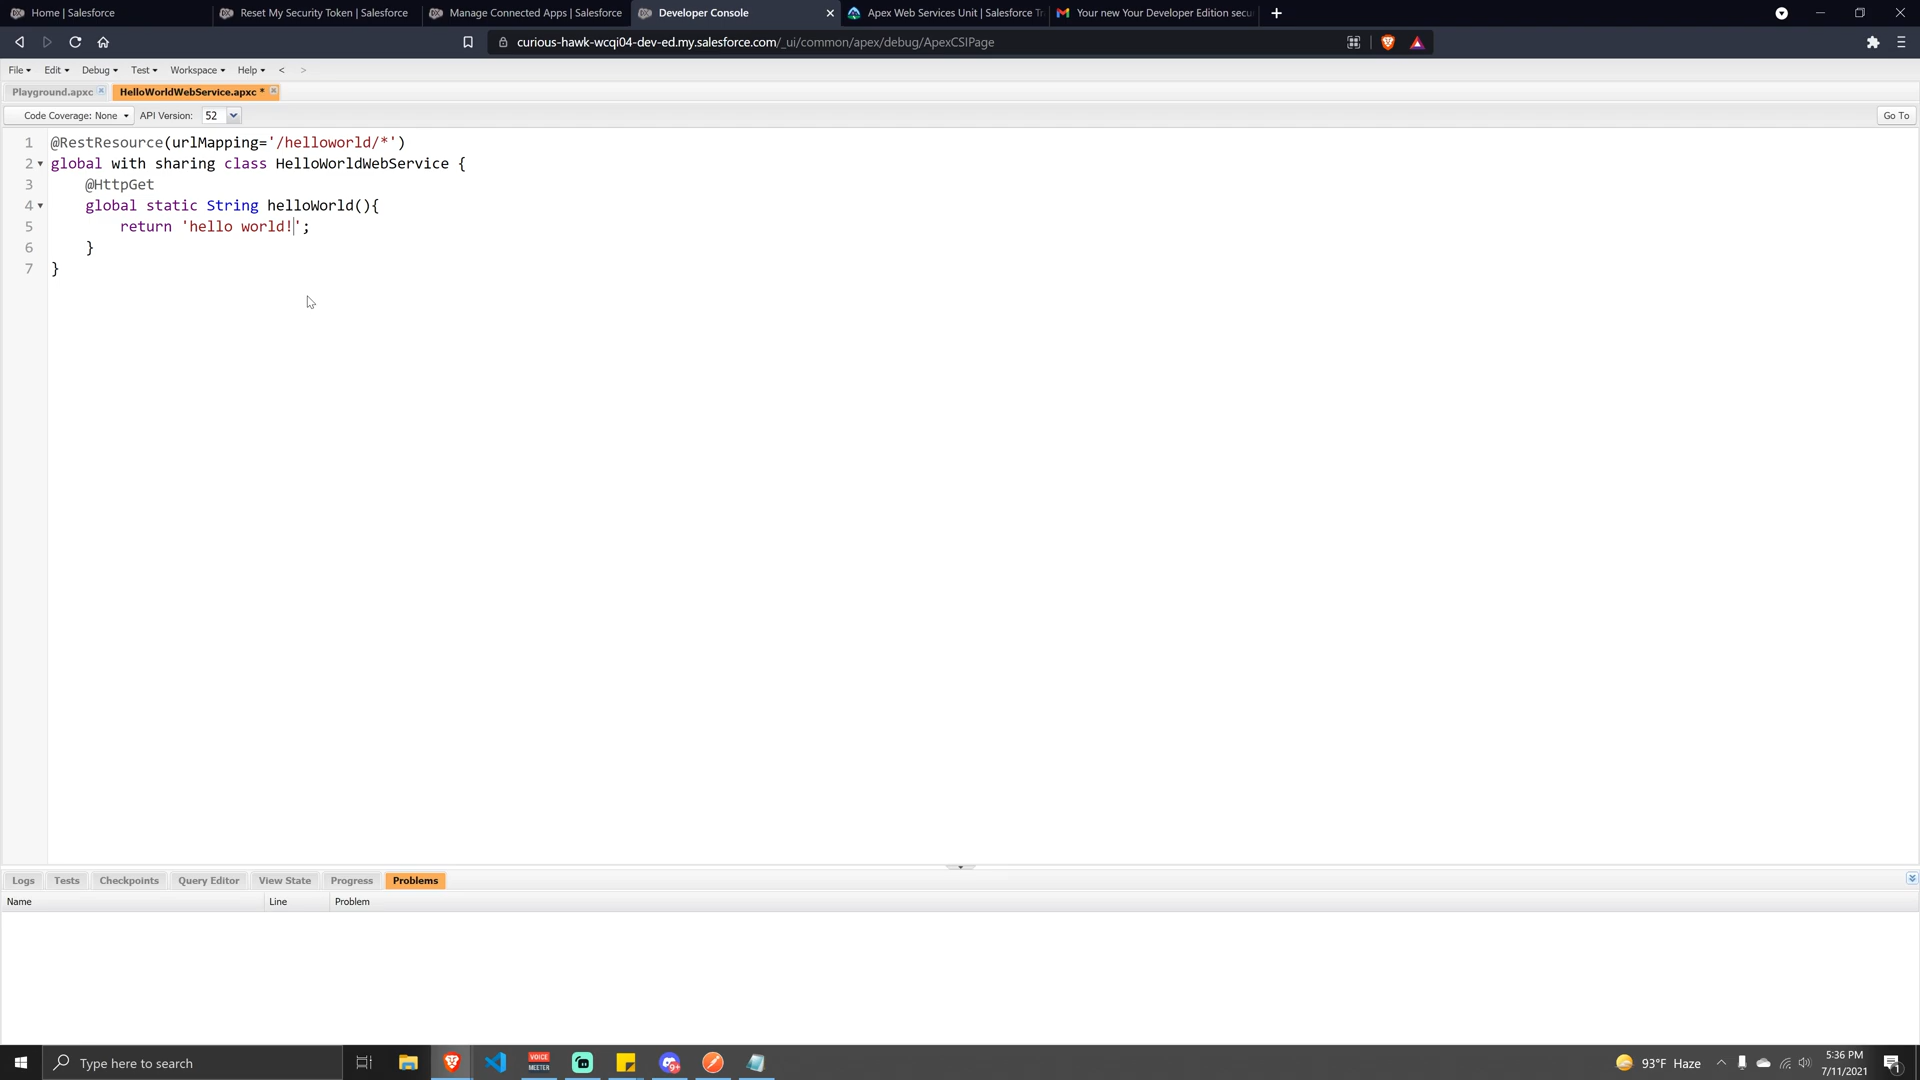 Home | Salesforce
Reset My Security Token | Salesforce
Manage Connected Apps | Salesforce
Developer Console
Apex Web Services Unit | Salesforce Tr
Your new Your Developer Edition secu
curious-hawk-wcqi04-dev-ed.my.salesforce.com/_ui/common/apex/debug/ApexCSIPage
File Edit Debug Test Workspace Help < >
Playground.apxc HelloWorldWebService.apxc *
Code Coverage: None API Version: 52 Go To
1 @RestResource(urlMapping='/helloworld/*')
2 global with sharing class HelloWorldWebService {
3 @HttpGet
4 global static String helloWorld(){
5 return 'hello world!';
6 }
7 }
Logs Tests Checkpoints Query Editor View State Progress Problems
Name Line Problem
Type here to search
VOICE
MEETER
9+
93°F Haze
5:36 PM
7/11/2021
1